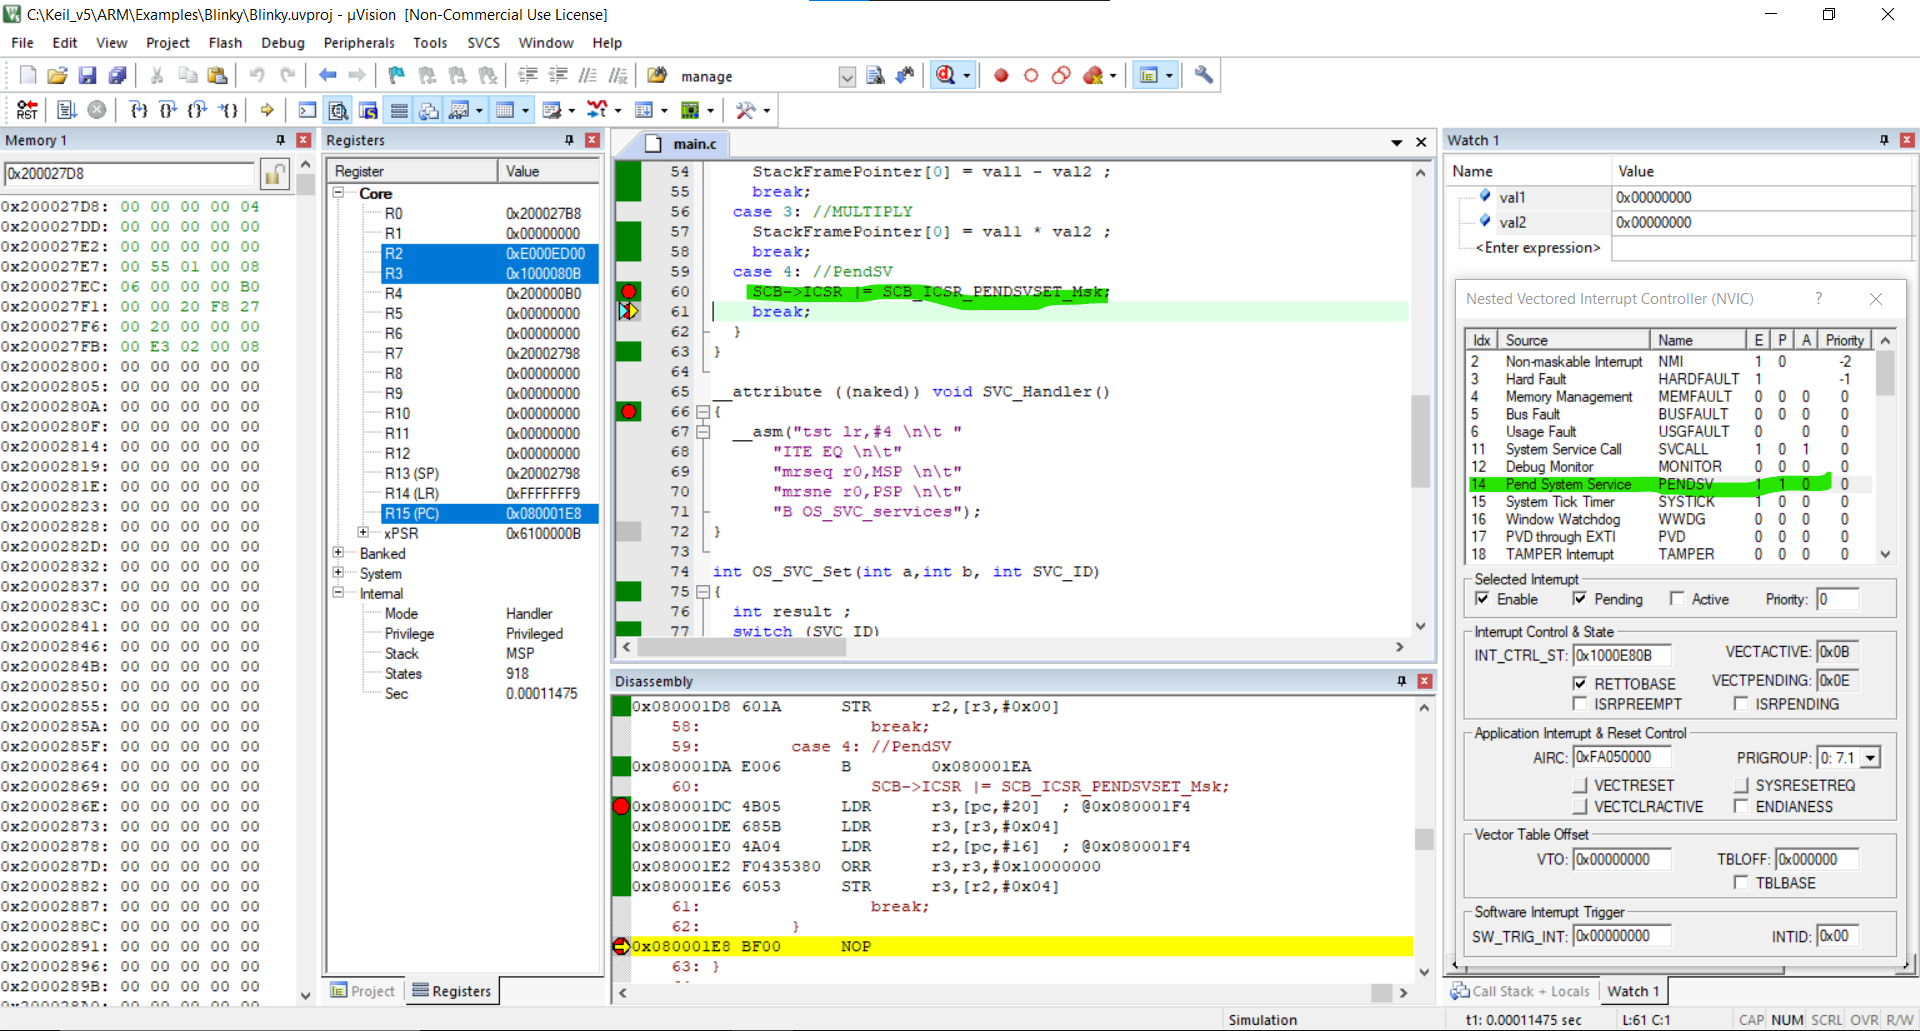 C:\Keil_v5\ARM\Examples\Blinky\Blinky.uvproj - µVision  [Non-Commercial Use License]
File Edit View Project Flash Debug Peripherals Tools SVCS Window Help
manage
RST
Memory 1
0x200027D8
0x200027D8: 00 00 00 00 04
0x200027DD: 00 00 00 00 00
0x200027E2: 00 00 00 00 00
0x200027E7: 00 55 01 00 08
0x200027EC: 06 00 00 00 B0
0x200027F1: 00 00 20 F8 27
0x200027F6: 00 20 00 00 00
0x200027FB: 00 E3 02 00 08
0x20002800: 00 00 00 00 00
0x20002805: 00 00 00 00 00
0x2000280A: 00 00 00 00 00
0x2000280F: 00 00 00 00 00
0x20002814: 00 00 00 00 00
0x20002819: 00 00 00 00 00
0x2000281E: 00 00 00 00 00
0x20002823: 00 00 00 00 00
0x20002828: 00 00 00 00 00
0x2000282D: 00 00 00 00 00
0x20002832: 00 00 00 00 00
0x20002837: 00 00 00 00 00
0x2000283C: 00 00 00 00 00
0x20002841: 00 00 00 00 00
0x20002846: 00 00 00 00 00
0x2000284B: 00 00 00 00 00
0x20002850: 00 00 00 00 00
0x20002855: 00 00 00 00 00
0x2000285A: 00 00 00 00 00
0x2000285F: 00 00 00 00 00
0x20002864: 00 00 00 00 00
0x20002869: 00 00 00 00 00
0x2000286E: 00 00 00 00 00
0x20002873: 00 00 00 00 00
0x20002878: 00 00 00 00 00
0x2000287D: 00 00 00 00 00
0x20002882: 00 00 00 00 00
0x20002887: 00 00 00 00 00
0x2000288C: 00 00 00 00 00
0x20002891: 00 00 00 00 00
0x20002896: 00 00 00 00 00
0x2000289B: 00 00 00 00 00
Registers
Register Value
Core
R0 0x200027B8
R1 0x00000000
R2 0xE000ED00
R3 0x1000080B
R4 0x200000B0
R5 0x00000000
R6 0x00000000
R7 0x20002798
R8 0x00000000
R9 0x00000000
R10 0x00000000
R11 0x00000000
R12 0x00000000
R13 (SP) 0x20002798
R14 (LR) 0xFFFFFFF9
R15 (PC) 0x080001E8
xPSR 0x6100000B
Banked
System
Internal
Mode Handler
Privilege Privileged
Stack MSP
States 918
Sec 0.00011475
Project Registers
main.c
54 StackFramePointer[0] = val1 - val2 ;
55 break;
56 case 3: //MULTIPLY
57 StackFramePointer[0] = val1 * val2 ;
58 break;
59 case 4: //PendSV
60 SCB->ICSR |= SCB_ICSR_PENDSVSET_Msk;
61 break;
62 }
63 }
64
65 __attribute ((naked)) void SVC_Handler()
66 {
67 __asm("tst lr,#4 \n\t "
68 "ITE EQ \n\t"
69 "mrseq r0,MSP \n\t"
70 "mrsne r0,PSP \n\t"
71 "B OS_SVC_services");
72 }
73
74 int OS_SVC_Set(int a,int b, int SVC_ID)
75 {
76 int result ;
77 switch (SVC_ID)
Disassembly
0x080001D8 601A STR r2,[r3,#0x00]
58: break;
59: case 4: //PendSV
0x080001DA E006 B 0x080001EA
60: SCB->ICSR |= SCB_ICSR_PENDSVSET_Msk;
0x080001DC 4B05 LDR r3,[pc,#20] ; @0x080001F4
0x080001DE 685B LDR r3,[r3,#0x04]
0x080001E0 4A04 LDR r2,[pc,#16] ; @0x080001F4
0x080001E2 F0435380 ORR r3,r3,#0x10000000
0x080001E6 6053 STR r3,[r2,#0x04]
61: break;
62: }
0x080001E8 BF00 NOP
63: }
Watch 1
Name Value
val1 0x00000000
val2 0x00000000
<Enter expression>
Nested Vectored Interrupt Controller (NVIC) ?
Idx Source Name E P A Priority
2 Non-maskable Interrupt NMI 1 0 -2
3 Hard Fault HARDFAULT 1 -1
4 Memory Management MEMFAULT 0 0 0 0
5 Bus Fault BUSFAULT 0 0 0 0
6 Usage Fault USGFAULT 0 0 0
11 System Service Call SVCALL 1 0 1 0
12 Debug Monitor MONITOR 0 0 0 0
14 Pend System Service PENDSV 1 1 0 0
15 System Tick Timer SYSTICK 1 0 0 0
16 Window Watchdog WWDG 0 0 0 0
17 PVD through EXTI PVD 0 0 0 0
18 TAMPER Interrupt TAMPER 0 0 0 0
Selected Interrupt
Enable Pending Active Priority: 0
Interrupt Control & State
INT_CTRL_ST: 0x1000E80B VECTACTIVE: 0x0B
RETTOBASE VECTPENDING: 0x0E
ISRPREEMPT ISRPENDING
Application Interrupt & Reset Control
AIRC: 0xFA050000 PRIGROUP: 0: 7.1
VECTRESET SYSRESETREQ
VECTCLRACTIVE ENDIANESS
Vector Table Offset
VTO: 0x00000000 TBLOFF: 0x000000
TBLBASE
Software Interrupt Trigger
SW_TRIG_INT: 0x00000000 INTID: 0x00
Call Stack + Locals Watch 1
Simulation t1: 0.00011475 sec L:61 C:1 CAP NUM SCRL OVR R/W